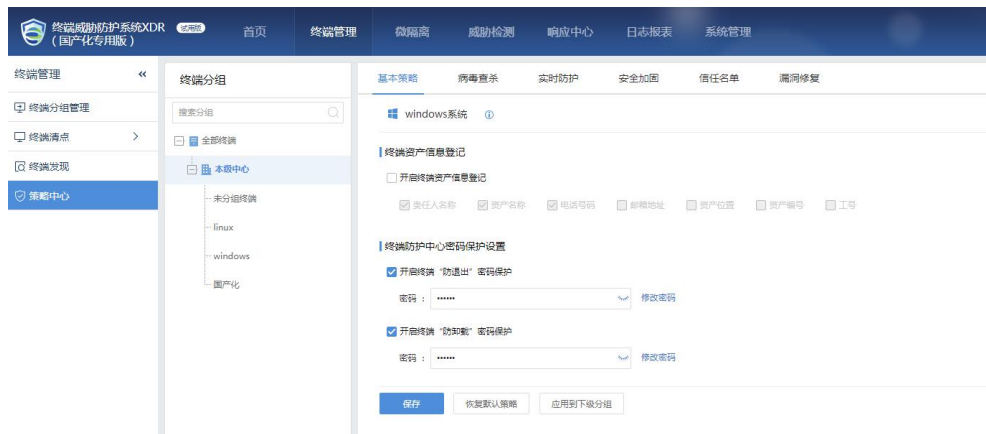 终端威胁防护系统XDR 试用版
（国产化专用版）
首页 终端管理 微隔离 威胁检测 响应中心 日志报表 系统管理
终端管理 «
终端分组管理
终端清点 >
终端发现
策略中心
终端分组
搜索分组
全部终端
本级中心
未分组终端
linux
windows
国产化
基本策略 病毒查杀 实时防护 安全加固 信任名单 漏洞修复
windows系统
终端资产信息登记
开启终端资产信息登记
责任人名称 资产名称 电话号码 邮箱地址 资产位置 资产编号 工号
终端防护中心密码保护设置
开启终端“防退出”密码保护
密码： •••••• 修改密码
开启终端“防卸载”密码保护
密码： •••••• 修改密码
保存 恢复默认策略 应用到下级分组